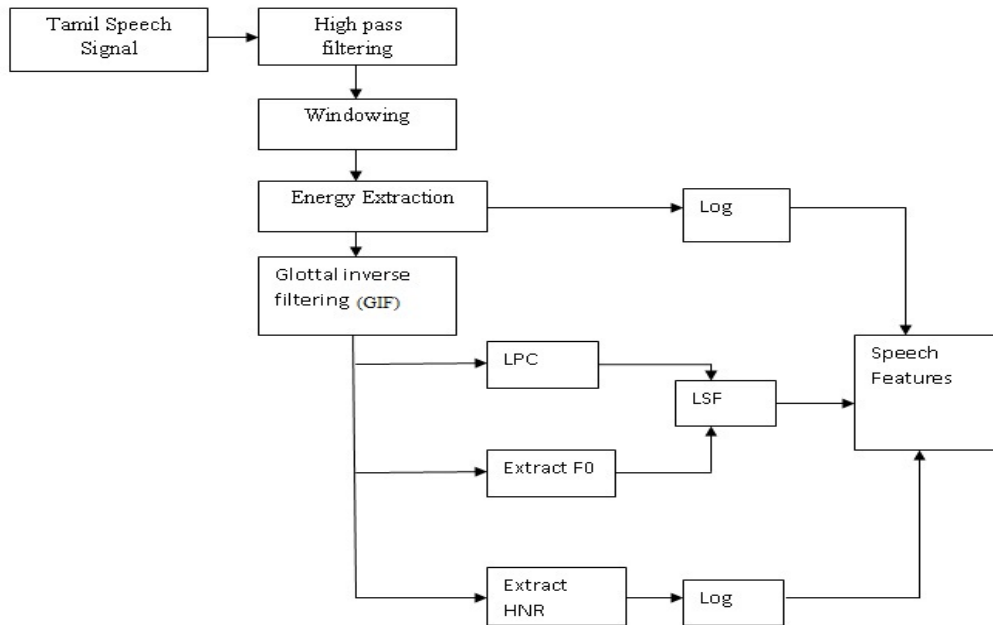 Tamil Speech
Signal
High pass
filtering
Windowing
Energy Extraction
Log
Glottal inverse
filtering (GIF)
LPC
LSF
Speech
Features
Extract F0
Extract
HNR
Log